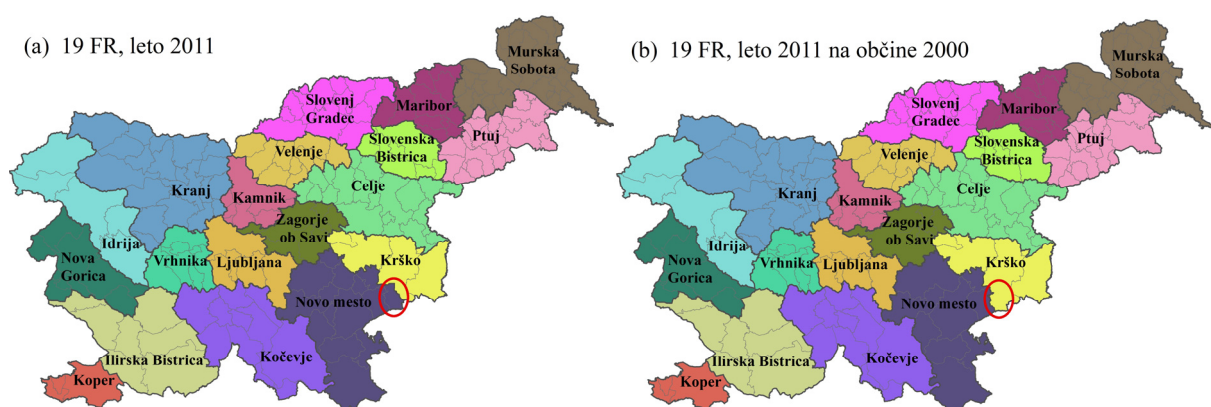 (a) 19 FR, leto 2011
Murska
Sobota
Slovenj
Gradec
Maribor
Ptuj
Velenje
Slovenska
Bistrica
Celje
Kranj
Kamnik
Zagorje
ob Savi
Idrija
Nova
Gorica
Vrhnika
Ljubljana
Krško
Novo mesto
Ilirska Bistrica
Kočevje
Koper
(b) 19 FR, leto 2011 na občine 2000
Murska
Sobota
Slovenj
Gradec
Maribor
Ptuj
Velenje
Slovenska
Bistrica
Celje
Kranj
Kamnik
Zagorje
ob Savi
Idrija
Nova
Gorica
Vrhnika
Ljubljana
Krško
Novo mesto
Ilirska Bistrica
Kočevje
Koper